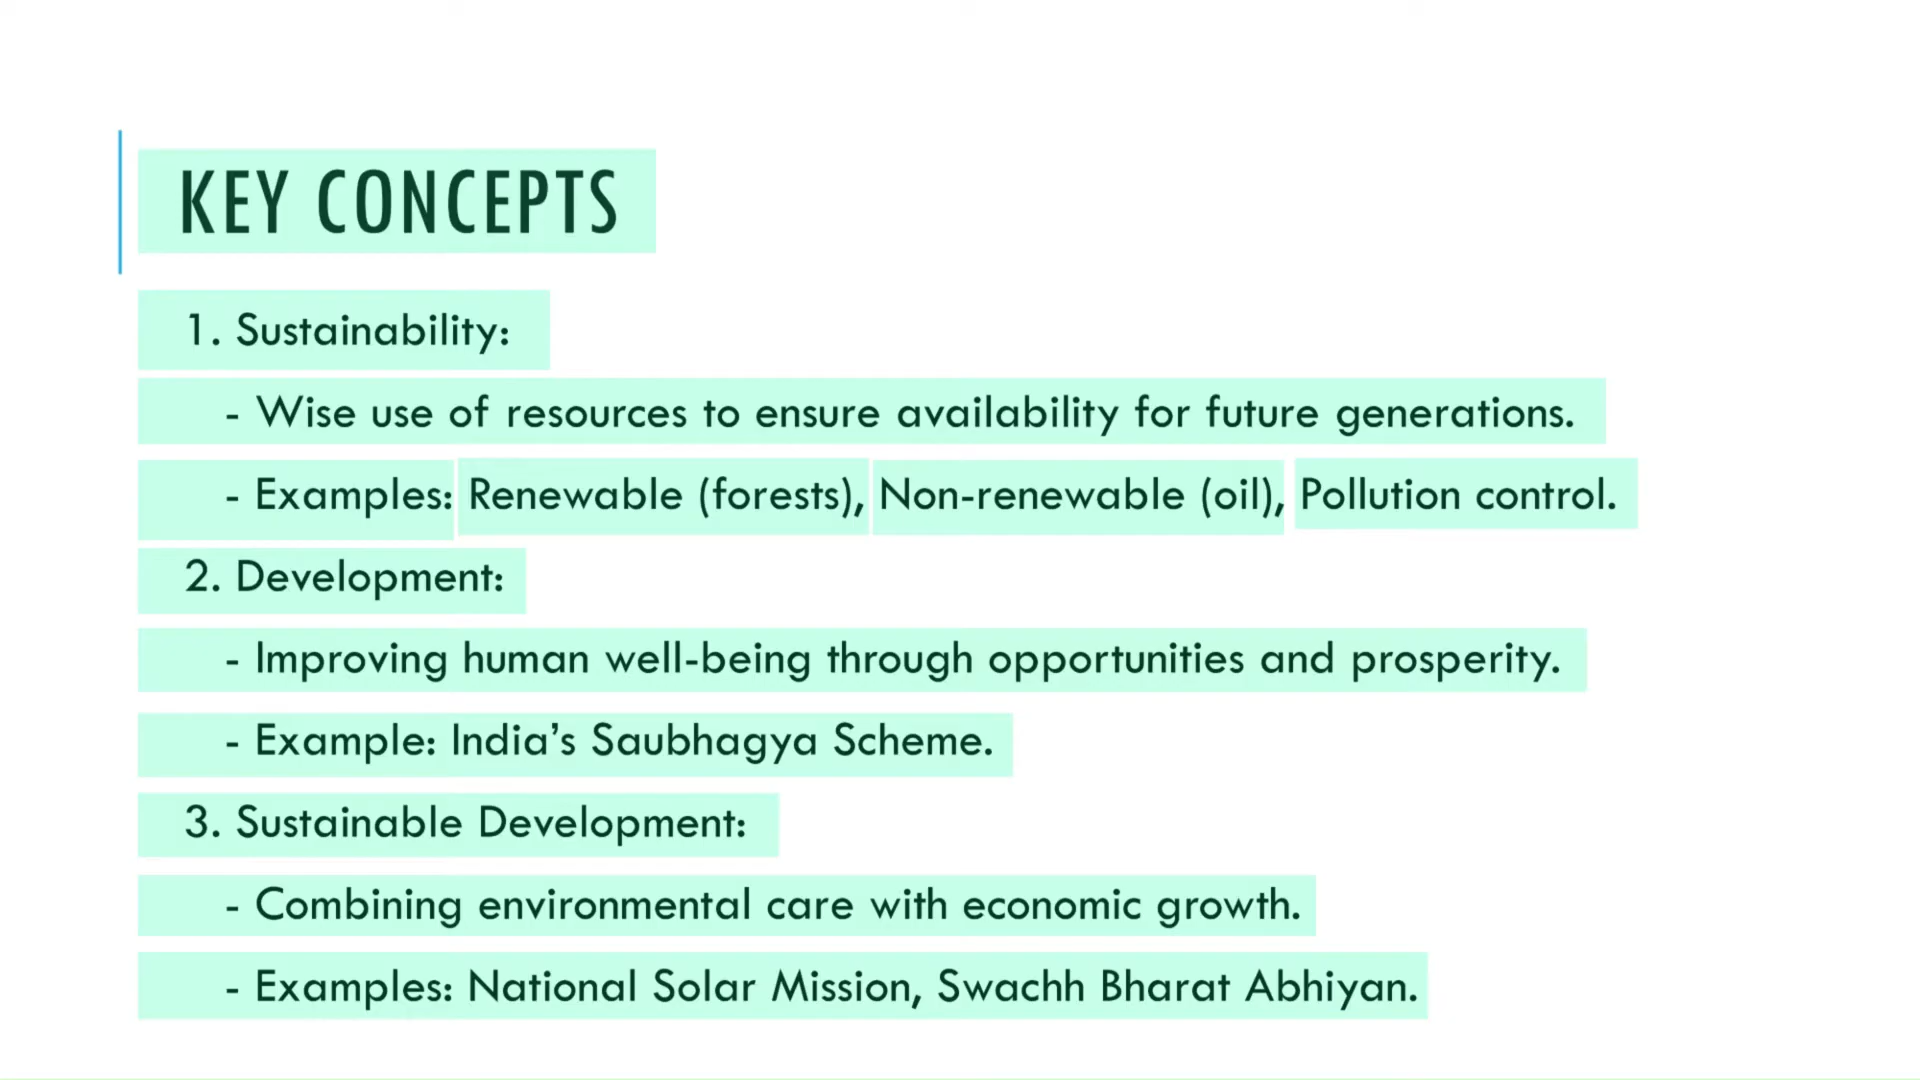 KEY CONCEPTS
1. Sustainability:
- Wise use of resources to ensure availability for future generations.
- Examples: Renewable (forests), Non-renewable (oil), Pollution control.
2. Development:
- Improving human well-being through opportunities and prosperity.
- Example: India’s Saubhagya Scheme.
3. Sustainable Development:
- Combining environmental care with economic growth.
- Examples: National Solar Mission, Swachh Bharat Abhiyan.